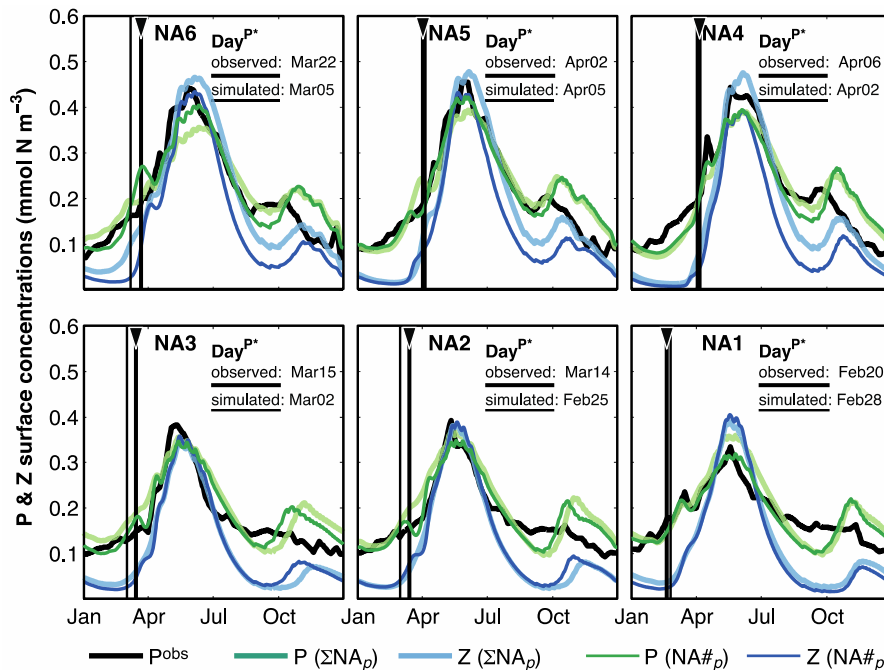 P & Z surface concentrations (mmol N m⁻³)
0.6
0.5
0.4
0.3
0.2
0.1
NA6
Day^P*
observed: Mar22
simulated: Mar05
NA5
Day^P*
observed: Apr02
simulated: Apr05
NA4
Day^P*
observed: Apr06
simulated: Apr02
0.6
0.5
0.4
0.3
0.2
0.1
NA3
Day^P*
observed: Mar15
simulated: Mar02
NA2
Day^P*
observed: Mar14
simulated: Feb25
NA1
Day^P*
observed: Feb20
simulated: Feb28
Jan Apr Jul Oct Jan Apr Jul Oct Jan Apr Jul Oct
P^obs P (ΣNA_p) Z (ΣNA_p) P (NA#_p) Z (NA#_p)